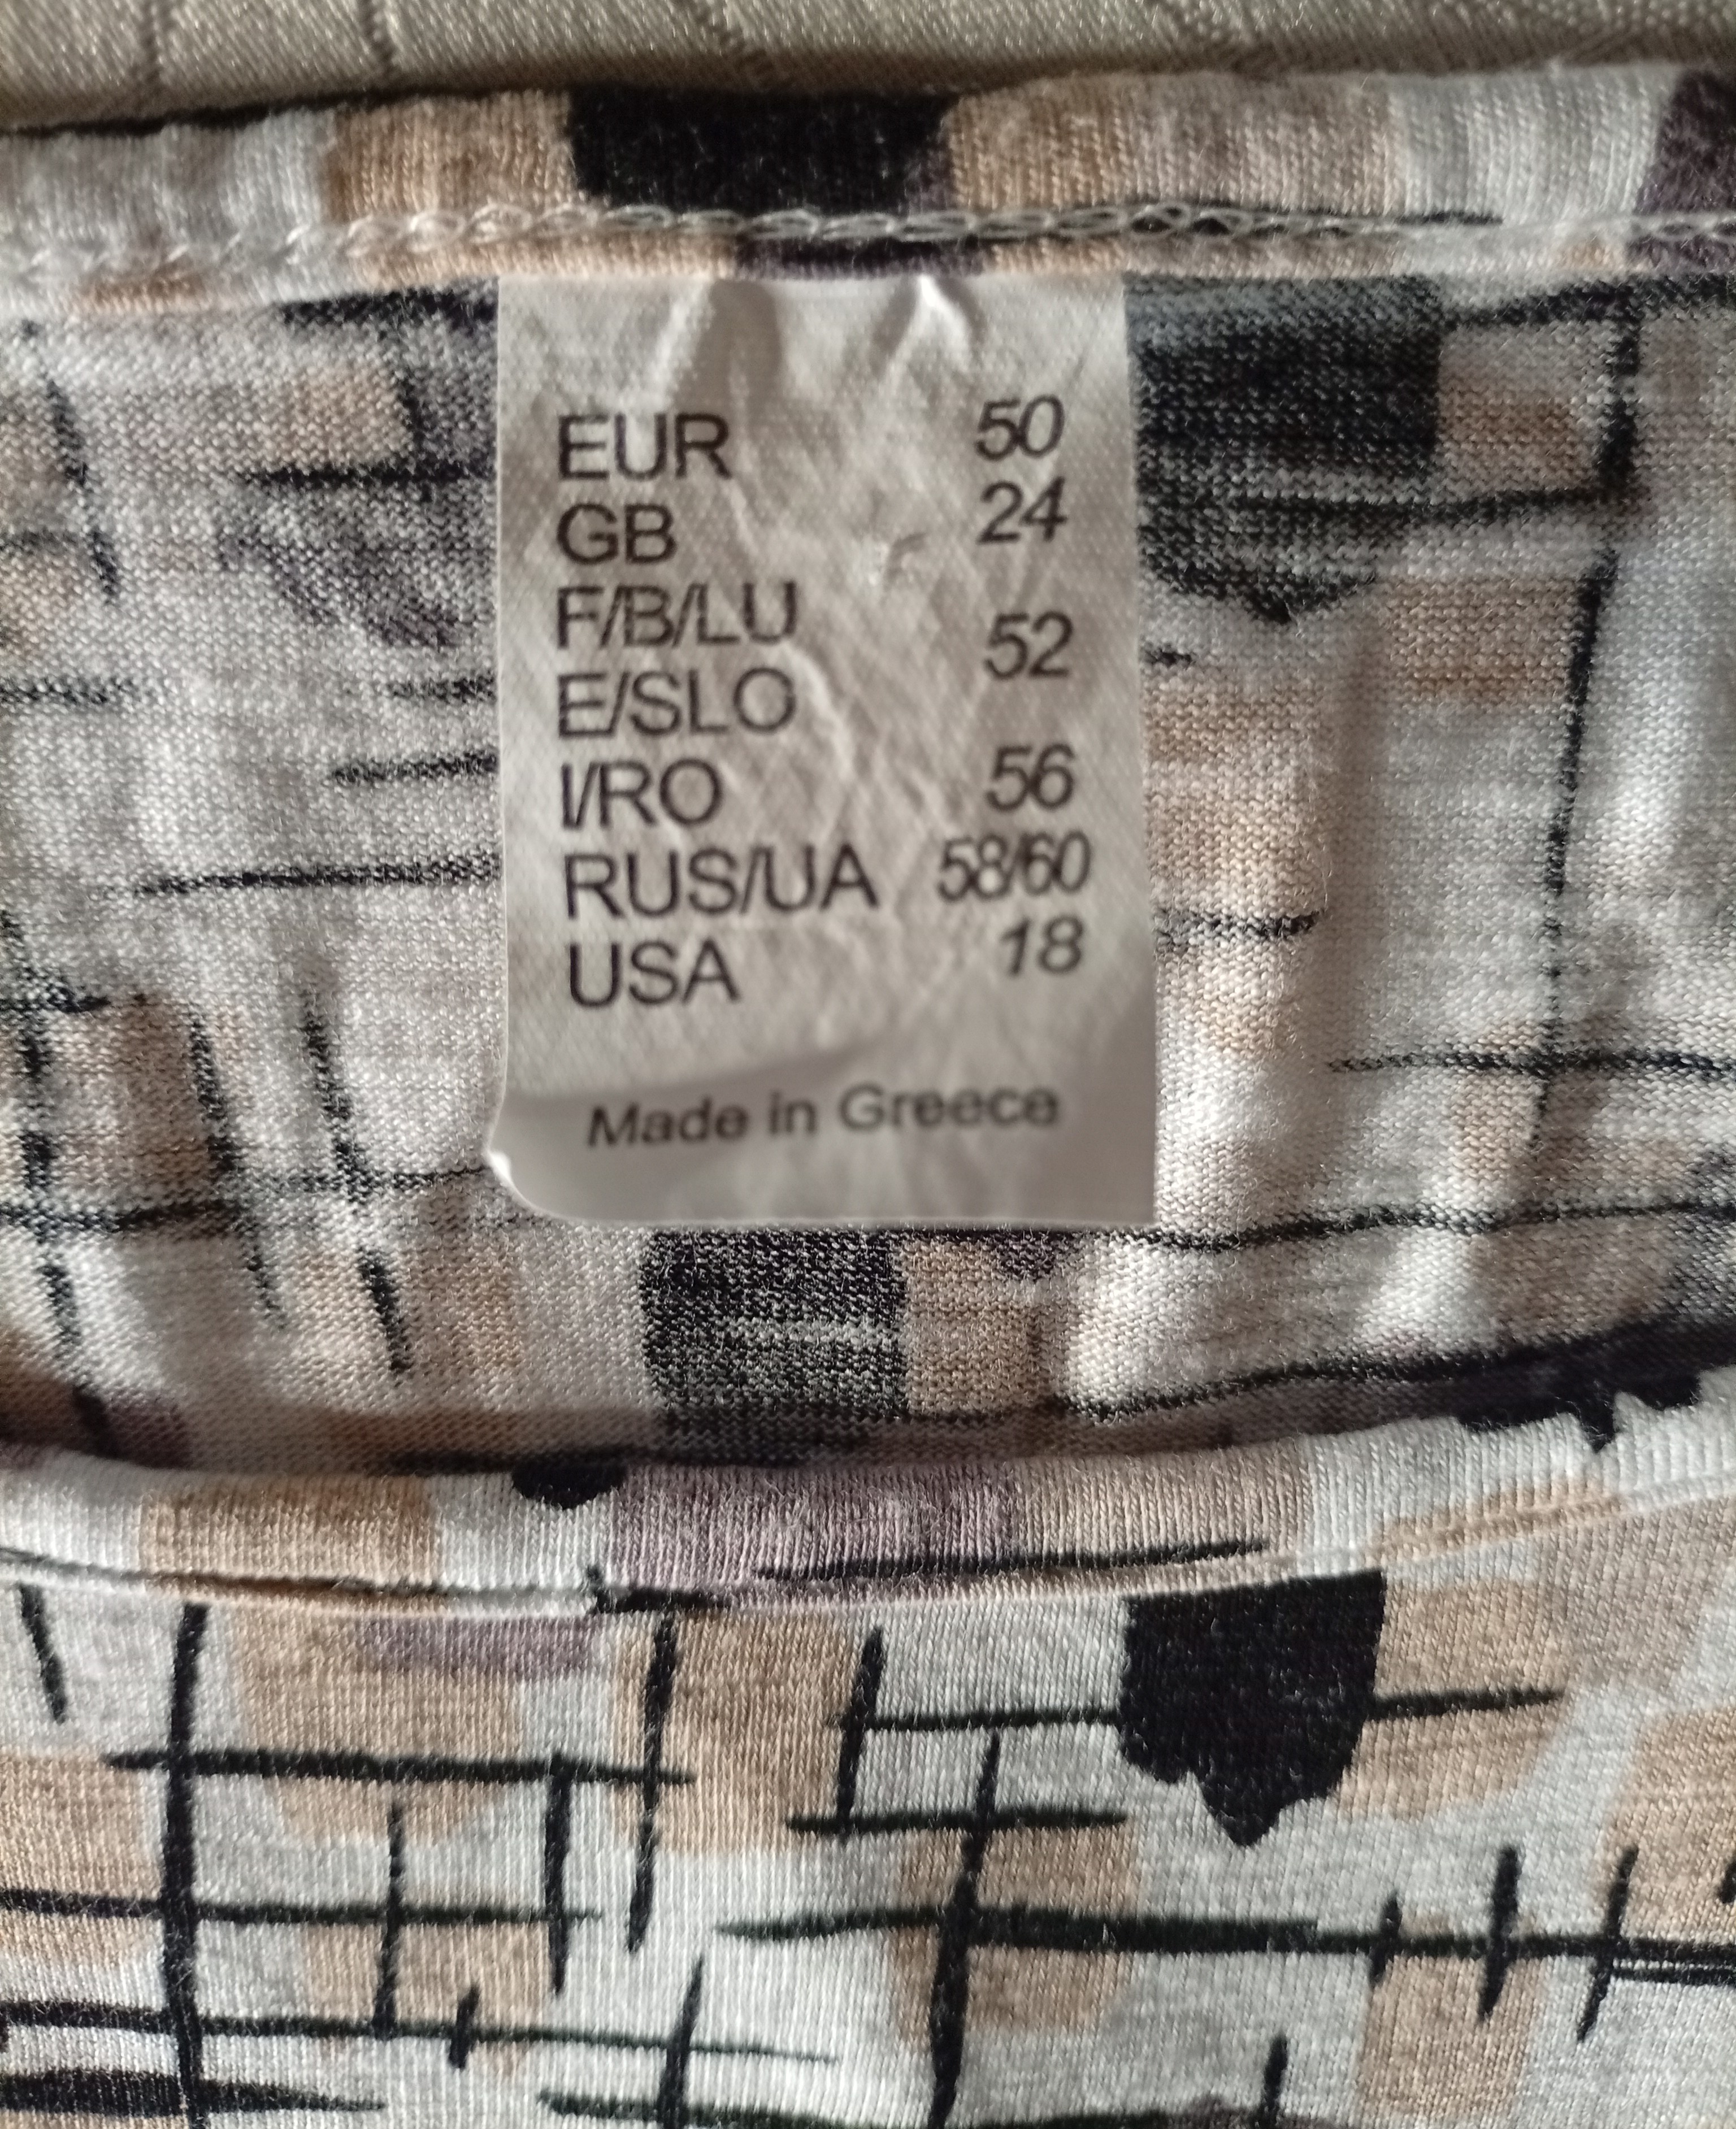 EUR 50
GB 24
F/B/LU
52
E/SLO
I/RO 56
RUS/UA 58/60
USA 18
Made in Greece